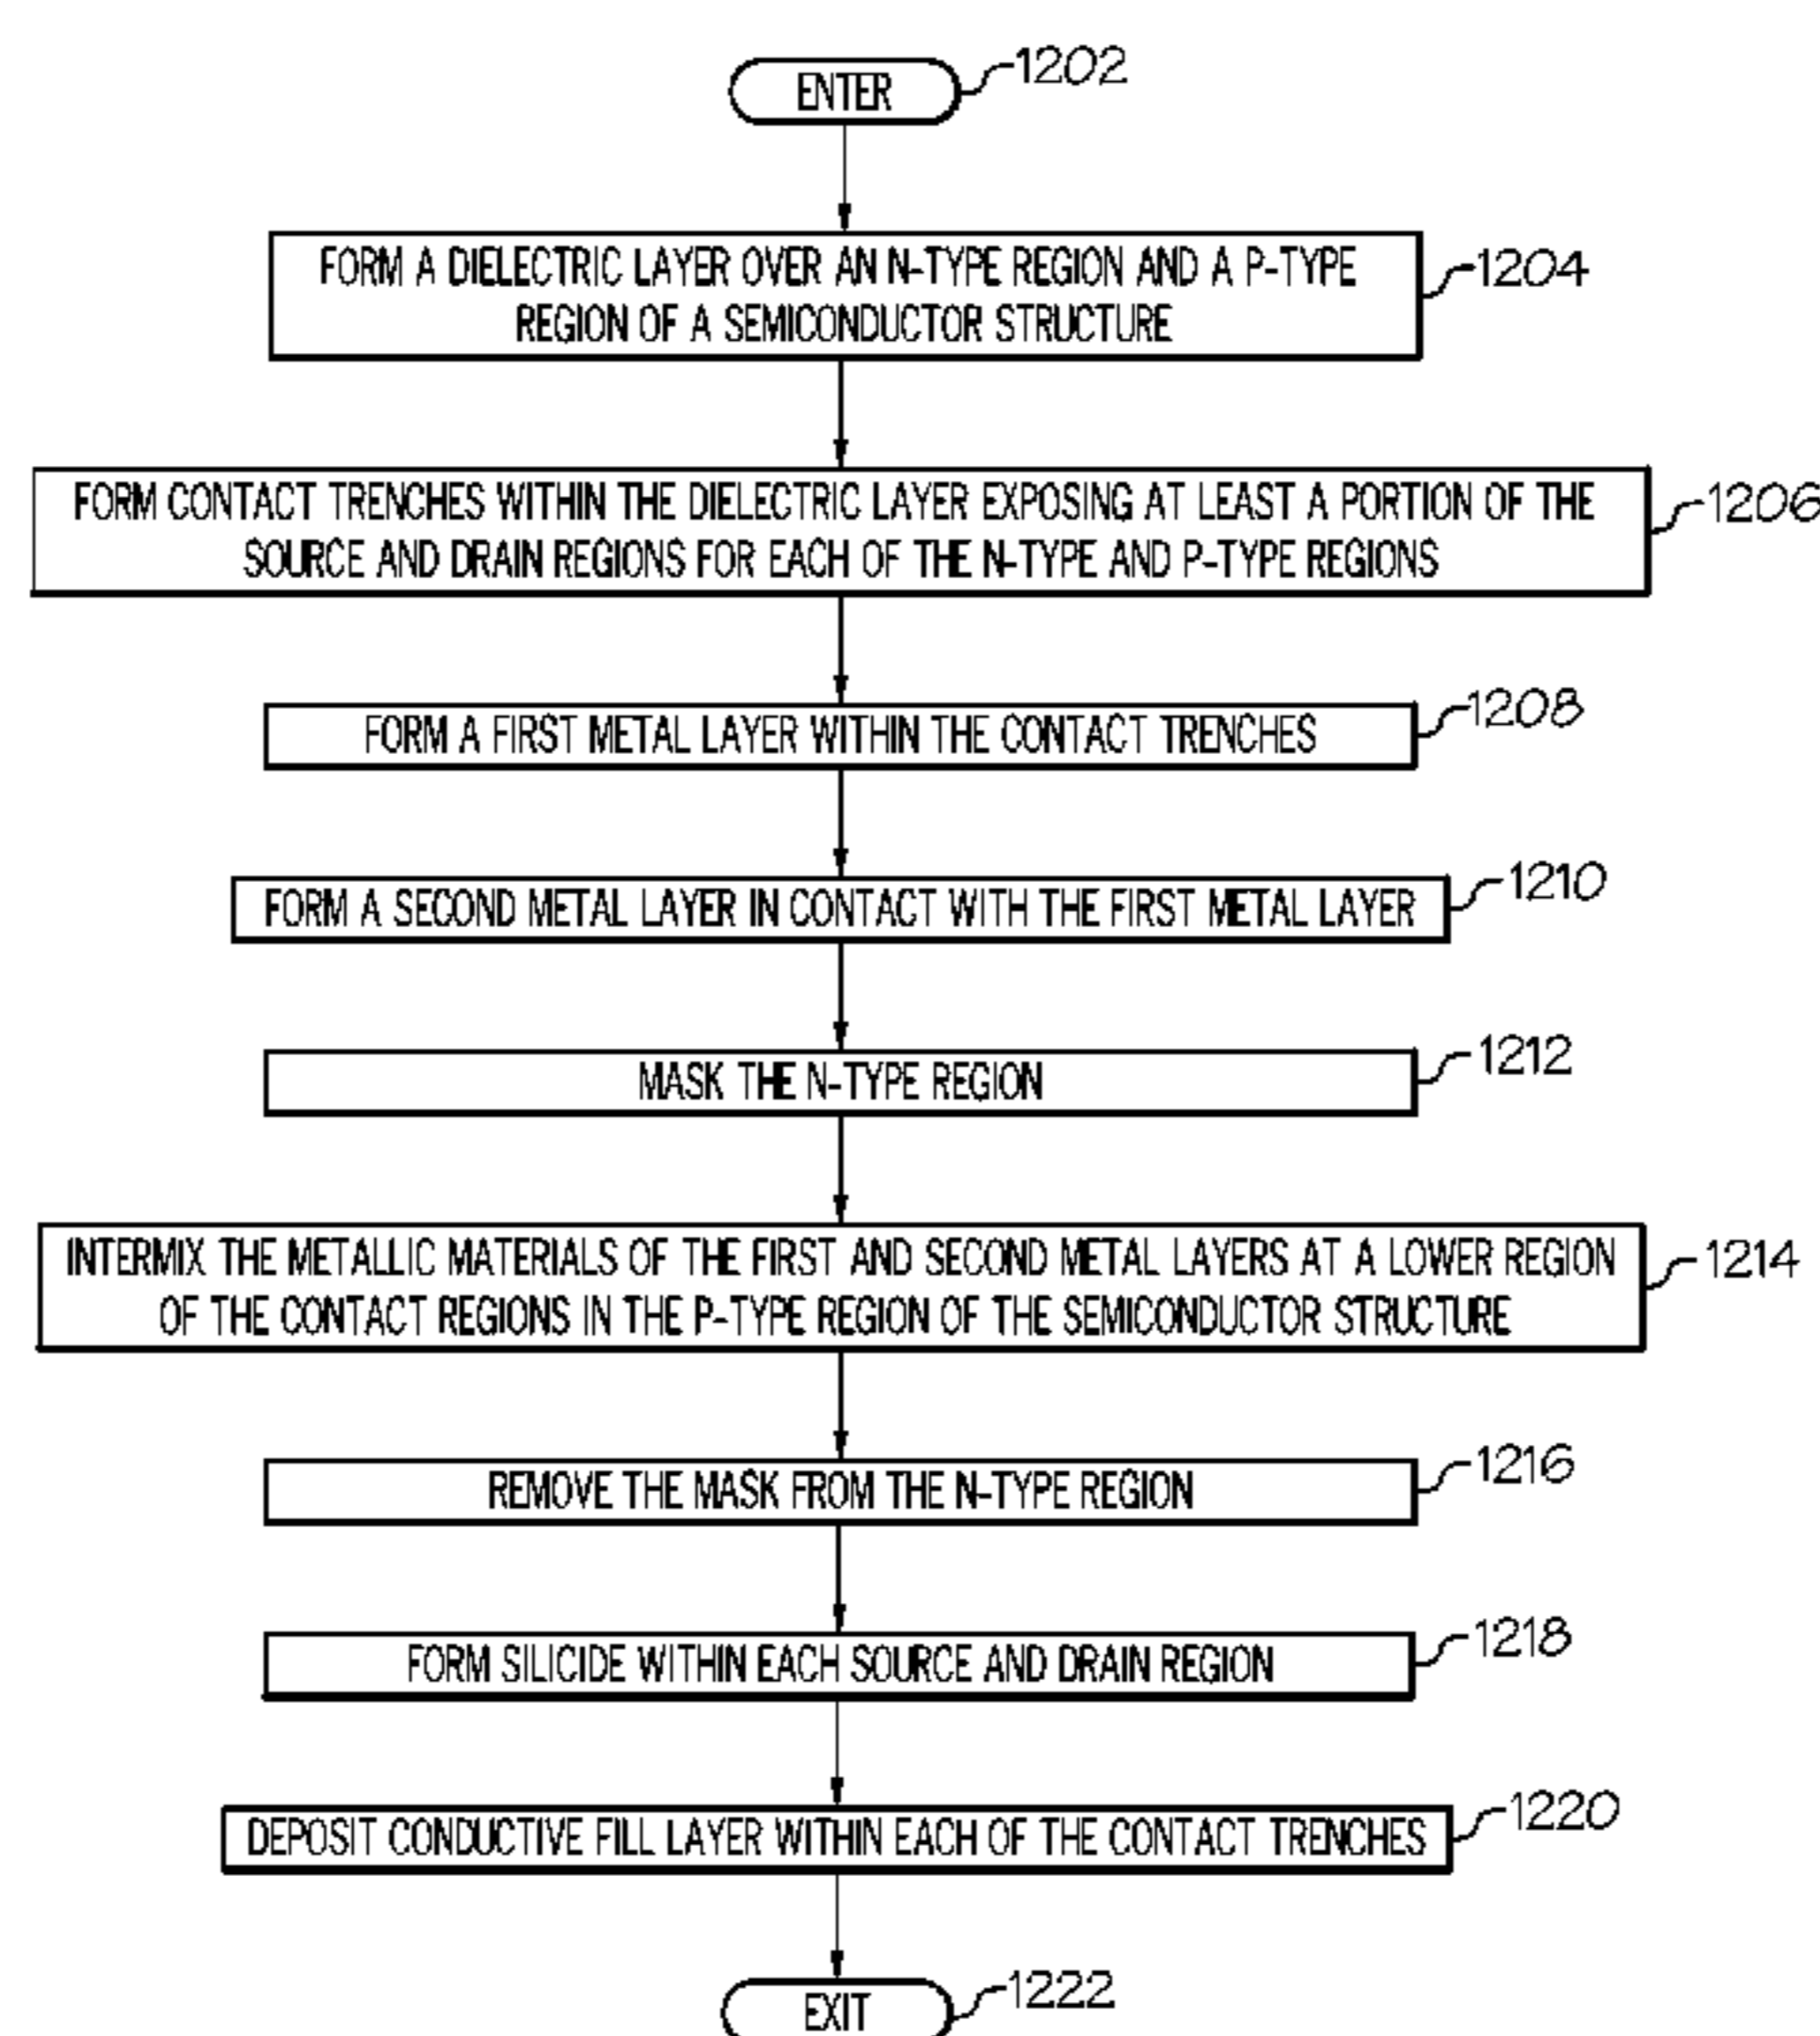 ENTER
1202
FORM A DIELECTRIC LAYER OVER AN N-TYPE REGION AND A P-TYPE
REGION OF A SEMICONDUCTOR STRUCTURE
1204
FORM CONTACT TRENCHES WITHIN THE DIELECTRIC LAYER EXPOSING AT LEAST A PORTION OF THE
SOURCE AND DRAIN REGIONS FOR EACH OF THE N-TYPE AND P-TYPE REGIONS
1206
FORM A FIRST METAL LAYER WITHIN THE CONTACT TRENCHES
1208
FORM A SECOND METAL LAYER IN CONTACT WITH THE FIRST METAL LAYER
1210
MASK THE N-TYPE REGION
1212
INTERMIX THE METALLIC MATERIALS OF THE FIRST AND SECOND METAL LAYERS AT A LOWER REGION
OF THE CONTACT REGIONS IN THE P-TYPE REGION OF THE SEMICONDUCTOR STRUCTURE
1214
REMOVE THE MASK FROM THE N-TYPE REGION
1216
FORM SILICIDE WITHIN EACH SOURCE AND DRAIN REGION
1218
DEPOSIT CONDUCTIVE FILL LAYER WITHIN EACH OF THE CONTACT TRENCHES
1220
EXIT
1222